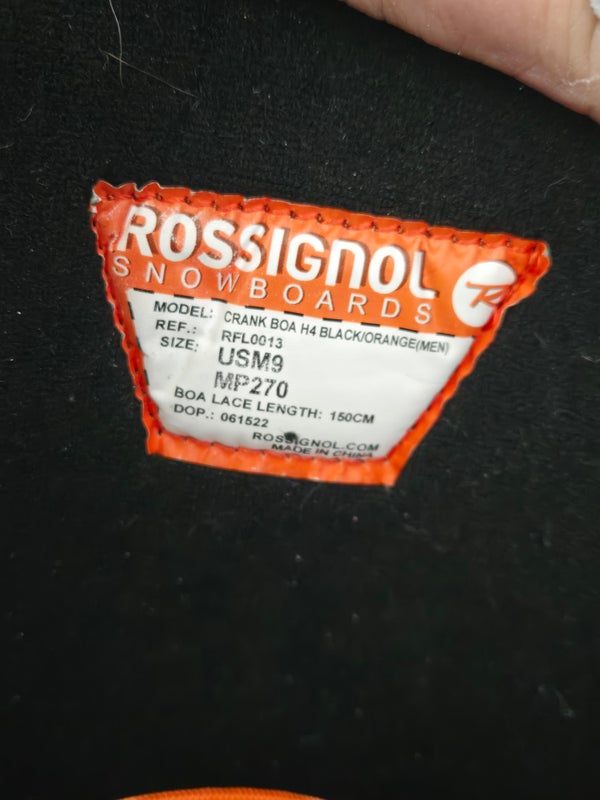 ROSSIGNOL
SNOWBOARDS
R
MODEL: CRANK BOA H4 BLACK/ORANGE(MEN)
REF.: RFL0013
SIZE: USM9
MP270
BOA LACE LENGTH: 150CM
DOP.: 061522
ROSSIGNOL.COM
MADE IN CHINA